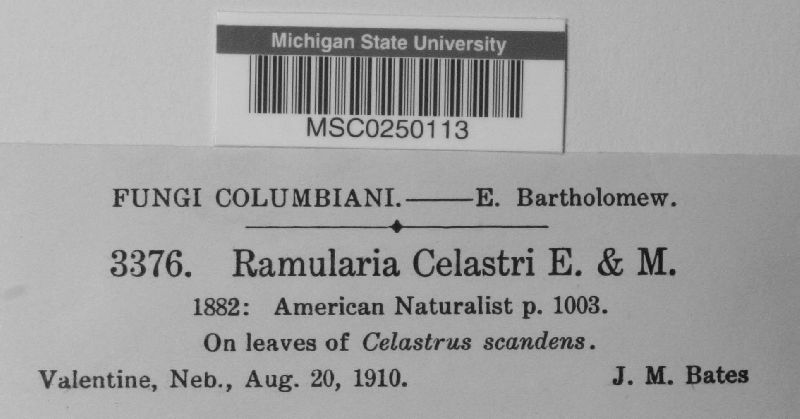 Michigan State University
MSC0250113
FUNGI COLUMBIANI.——E. Bartholomew.
3376. Ramularia Celastri E. & M.
1882: American Naturalist p. 1003.
On leaves of Celastrus scandens.
Valentine, Neb., Aug. 20, 1910. J. M. Bates